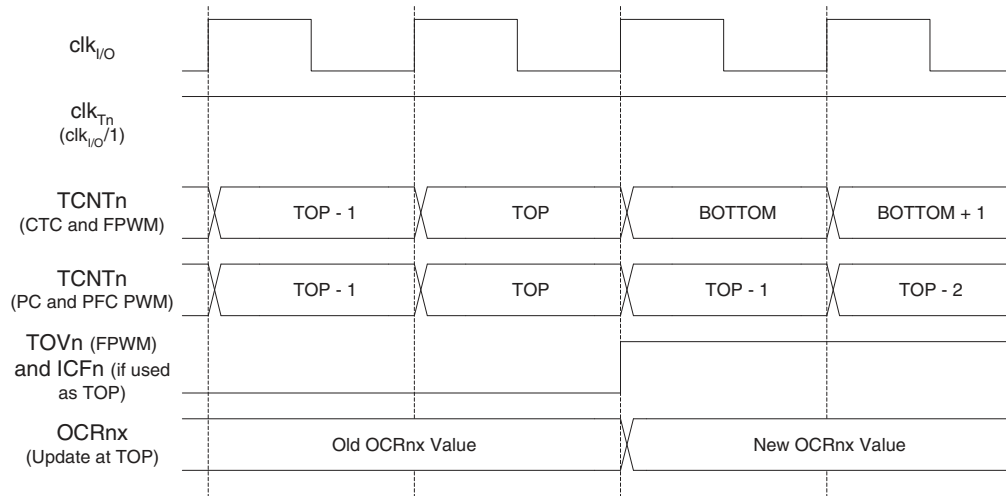 clkI/O
clkTn
(clkI/O/1)
TCNTn
(CTC and FPWM)
TOP - 1
TOP
BOTTOM
BOTTOM + 1
TCNTn
(PC and PFC PWM)
TOP - 1
TOP
TOP - 1
TOP - 2
TOVn (FPWM)
and ICFn (if used
as TOP)
OCRnx
(Update at TOP)
Old OCRnx Value
New OCRnx Value